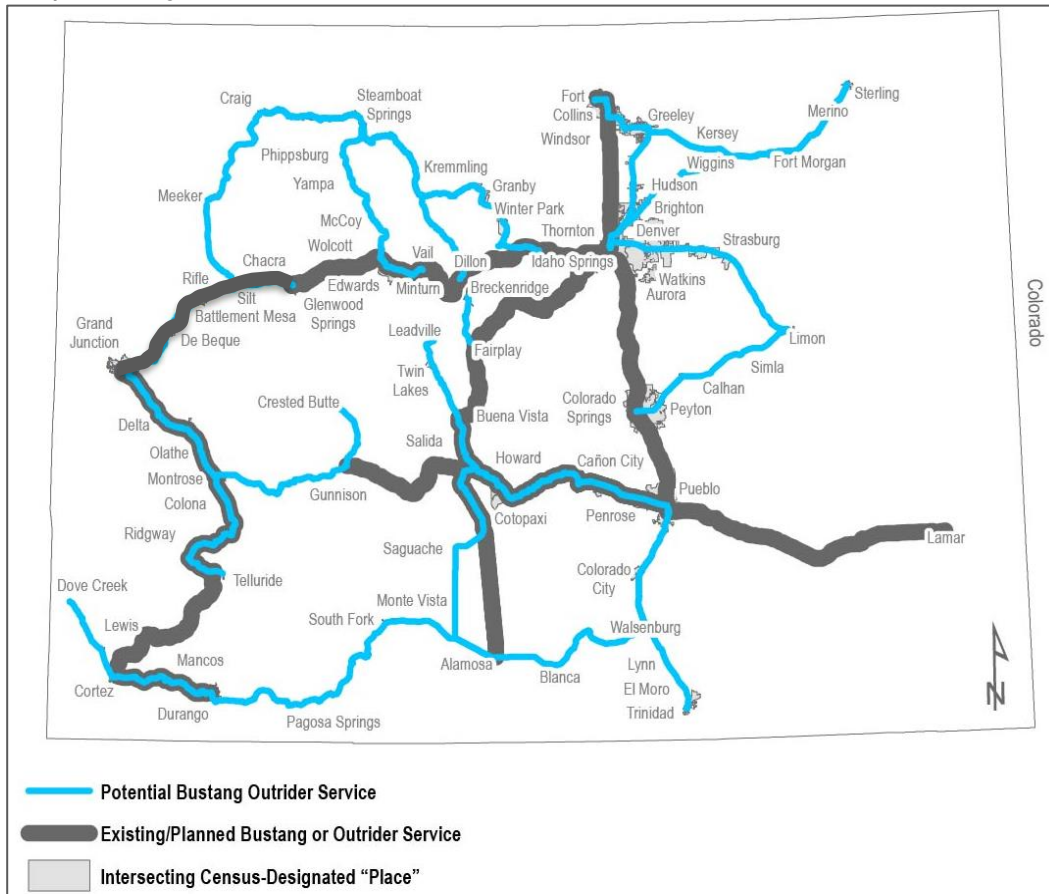 Craig
Steamboat
Springs
Fort
Collins
Windsor
Greeley
Kersey
Merino
Sterling
Fort Morgan
Wiggins
Phippsburg
Yampa
Kremmling
Granby
Winter Park
Hudson
Brighton
Meeker
McCoy
Wolcott
Vail
Thornton
Denver
Strasburg
Rifle
Chacra
Edwards
Minturn
Dillon
Idaho Springs
Watkins
Aurora
Silt
Battlement Mesa
Glenwood
Springs
Breckenridge
Grand
Junction
De Beque
Leadville
Fairplay
Limon
Colorado
Twin
Lakes
Simla
Calhan
Crested Butte
Buena Vista
Colorado
Springs
Peyton
Delta
Olathe
Montrose
Colona
Salida
Howard
Cañon City
Pueblo
Gunnison
Cotopaxi
Penrose
Ridgway
Saguache
Lamar
Dove Creek
Telluride
Colorado
City
Lewis
Monte Vista
South Fork
Walsenburg
Mancos
Alamosa
Blanca
Lynn
El Moro
Trinidad
Cortez
Durango
Pagosa Springs
N
Potential Bustang Outrider Service
Existing/Planned Bustang or Outrider Service
Intersecting Census-Designated “Place”